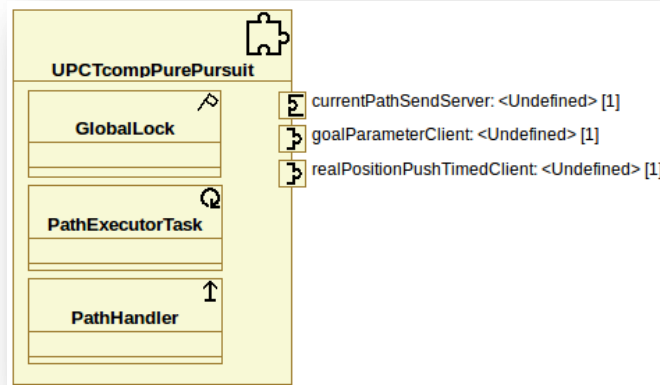 UPCTcompPurePursuit
GlobalLock
PathExecutorTask
PathHandler
currentPathSendServer: <Undefined> [1]
goalParameterClient: <Undefined> [1]
realPositionPushTimedClient: <Undefined> [1]